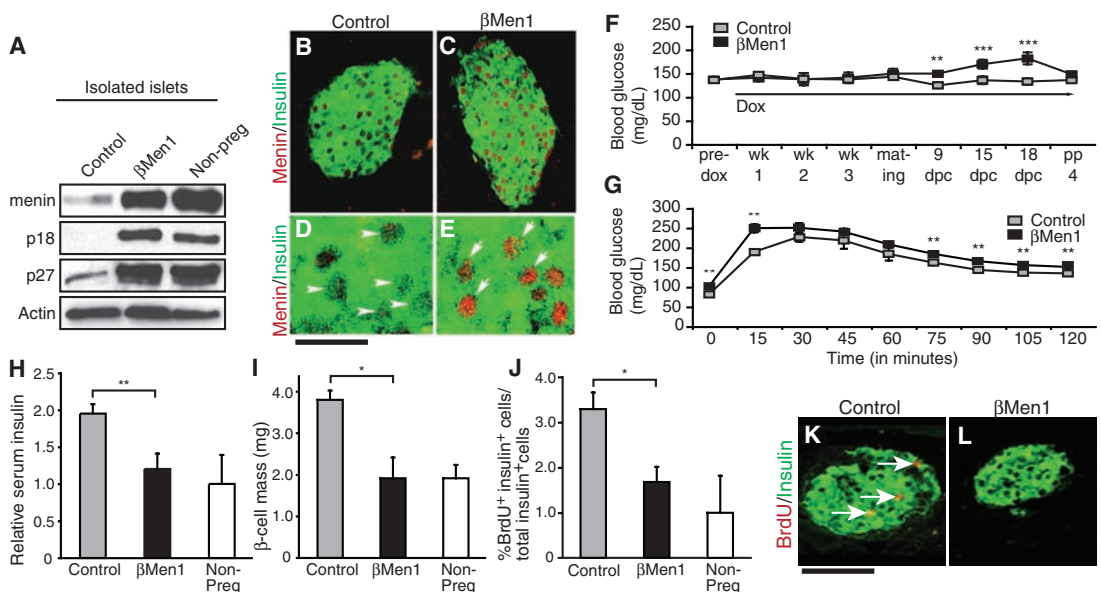 A
Isolated islets
Control
βMen1
Non-preg
menin
p18
p27
Actin
Control
βMen1
B
C
Menin/Insulin
D
E
Menin/Insulin
F
Control
βMen1
Blood glucose
(mg/dL)
250
200
150
100
50
0
** *** ***
Dox
pre-dox
wk 1
wk 2
wk 3
mat-ing
9 dpc
15 dpc
18 dpc
pp 4
G
Control
βMen1
Blood glucose
(mg/dL)
300
250
200
150
100
50
0
** ** ** ** ** **
0 15 30 45 60 75 90 105 120
Time (in minutes)
H
Relative serum insulin
2.5
2.0
1.5
1.0
0.5
0
**
Control βMen1 Non-
Preg
I
β-cell mass (mg)
4.0
3.0
2.0
1.0
0
*
Control βMen1 Non-
Preg
J
%BrdU+ insulin+ cells/
total insulin+cells
4.0
3.0
2.0
1.0
0
*
Control βMen1 Non-
Preg
Control
βMen1
K
L
BrdU/Insulin